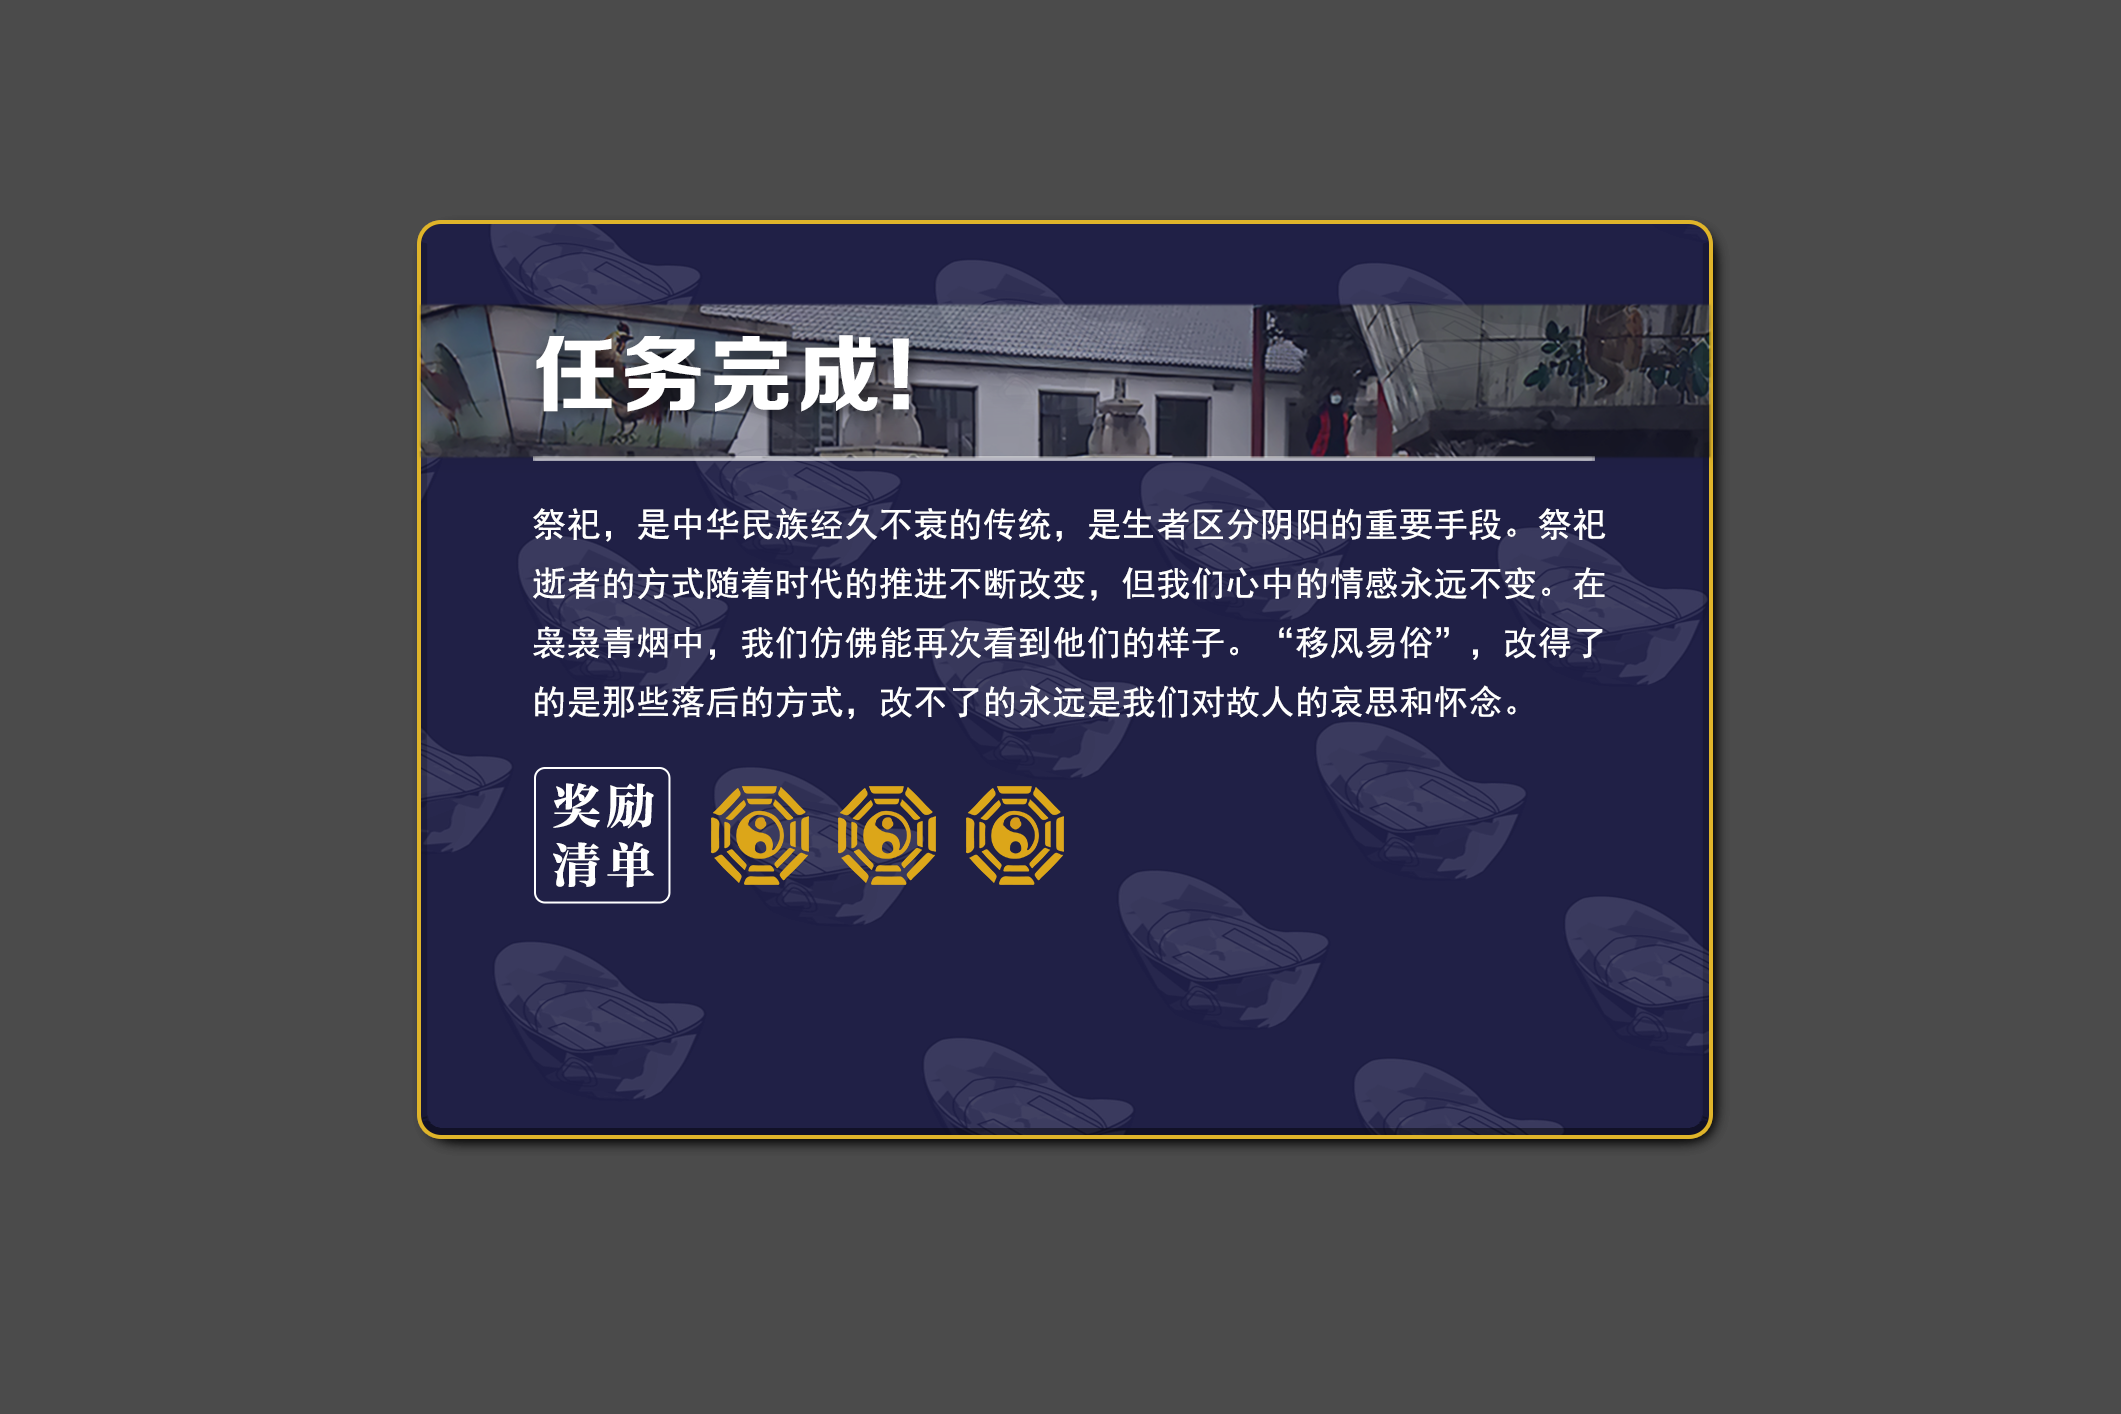 任务完成!
祭祀，是中华民族经久不衰的传统，是生者区分阴阳的重要手段。祭祀
逝者的方式随着时代的推进不断改变，但我们心中的情感永远不变。在
袅袅青烟中，我们仿佛能再次看到他们的样子。“移风易俗”，改得了
的是那些落后的方式，改不了的永远是我们对故人的哀思和怀念。
奖励
清单